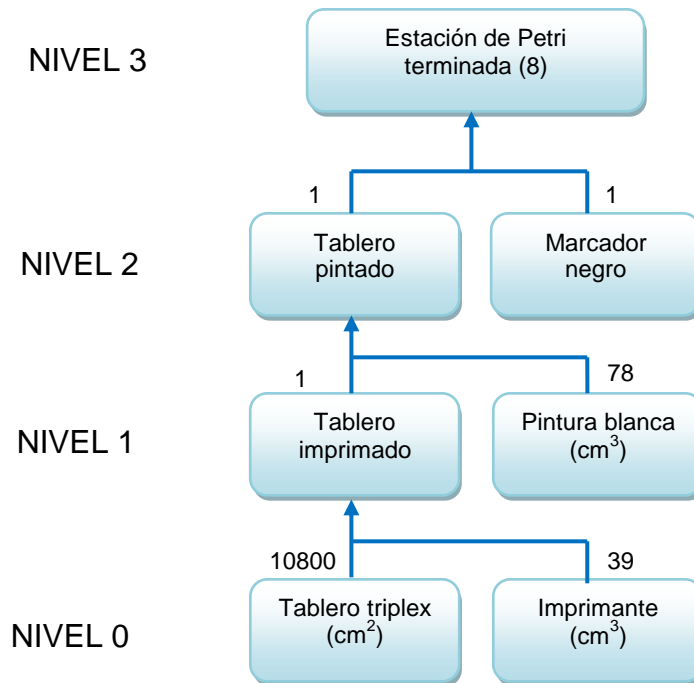 NIVEL 3
Estación de Petri
terminada (8)
1
1
NIVEL 2
Tablero
pintado
Marcador
negro
1
78
NIVEL 1
Tablero
imprimado
Pintura blanca
(cm³)
10800
39
NIVEL 0
Tablero triplex
(cm²)
Imprimante
(cm³)